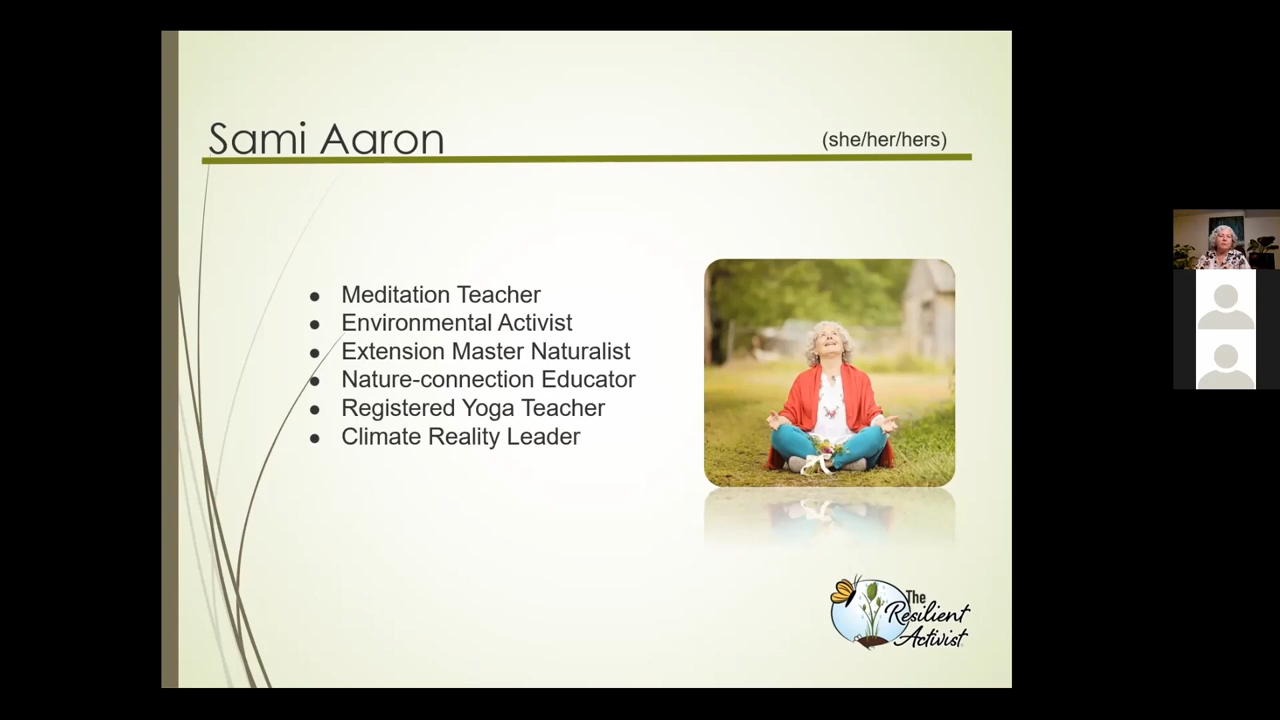 Sami Aaron
(she/her/hers)
● Meditation Teacher
● Environmental Activist
● Extension Master Naturalist
● Nature-connection Educator
● Registered Yoga Teacher
● Climate Reality Leader
The
Resilient
Activist